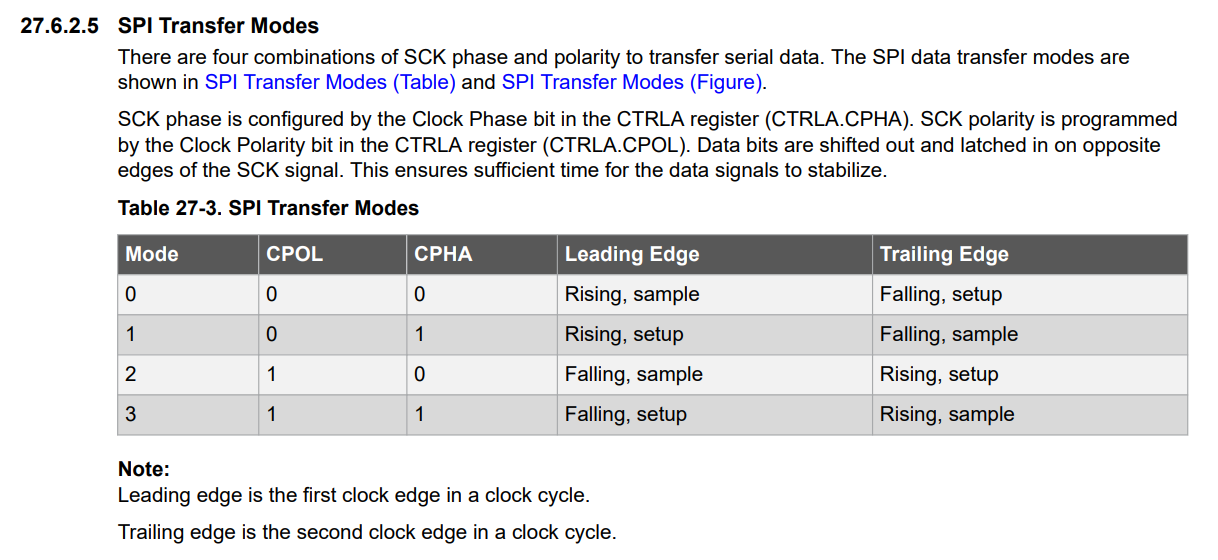 27.6.2.5 SPI Transfer Modes
There are four combinations of SCK phase and polarity to transfer serial data. The SPI data transfer modes are
shown in SPI Transfer Modes (Table) and SPI Transfer Modes (Figure).
SCK phase is configured by the Clock Phase bit in the CTRLA register (CTRLA.CPHA). SCK polarity is programmed
by the Clock Polarity bit in the CTRLA register (CTRLA.CPOL). Data bits are shifted out and latched in on opposite
edges of the SCK signal. This ensures sufficient time for the data signals to stabilize.
Table 27-3. SPI Transfer Modes
Mode CPOL CPHA Leading Edge Trailing Edge
0 0 0 Rising, sample Falling, setup
1 0 1 Rising, setup Falling, sample
2 1 0 Falling, sample Rising, setup
3 1 1 Falling, setup Rising, sample
Note:
Leading edge is the first clock edge in a clock cycle.
Trailing edge is the second clock edge in a clock cycle.